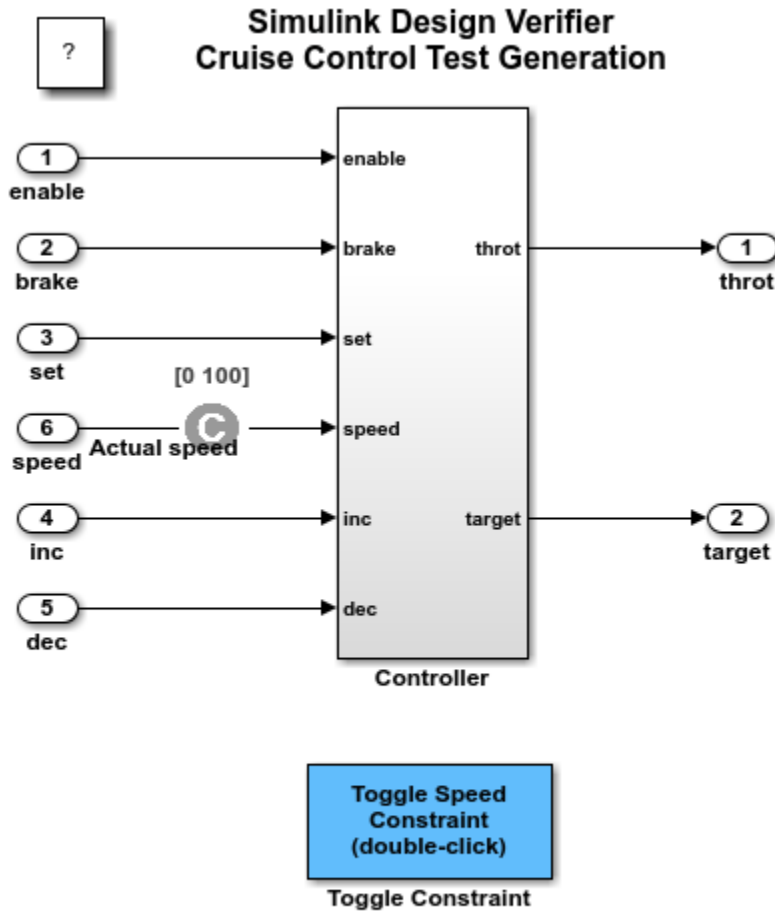 Simulink Design Verifier
Cruise Control Test Generation
?
1
enable
enable
2
brake
brake
throt
1
throt
3
set
set
[0 100]
6
speed
C
Actual speed
speed
4
inc
inc
target
2
target
5
dec
dec
Controller
Toggle Speed
Constraint
(double-click)
Toggle Constraint